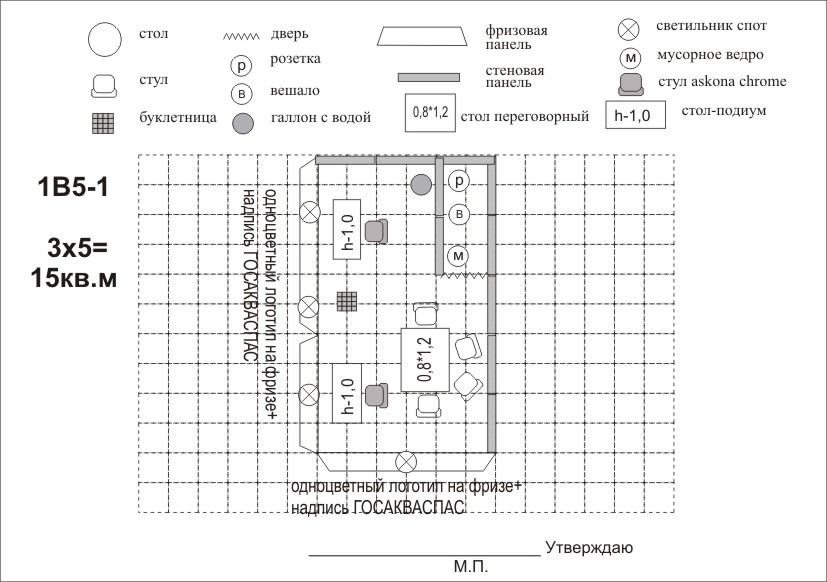 стол
дверь
фризовая
панель
светильник спот
р
розетка
м
мусорное ведро
стул
стеновая
панель
стул askona chrome
в
вешало
буклетница
галлон с водой
0,8*1,2
стол переговорный
h-1,0
стол-подиум
1В5-1
3х5=
15кв.м
одноцветный логотип на фризе+
надпись ГОСАКВАСПАС
р
в
м
h-1,0
0,8*1,2
h-1,0
одноцветный логотип на фризе+
надпись ГОСАКВАСПАС
Утверждаю
М.П.